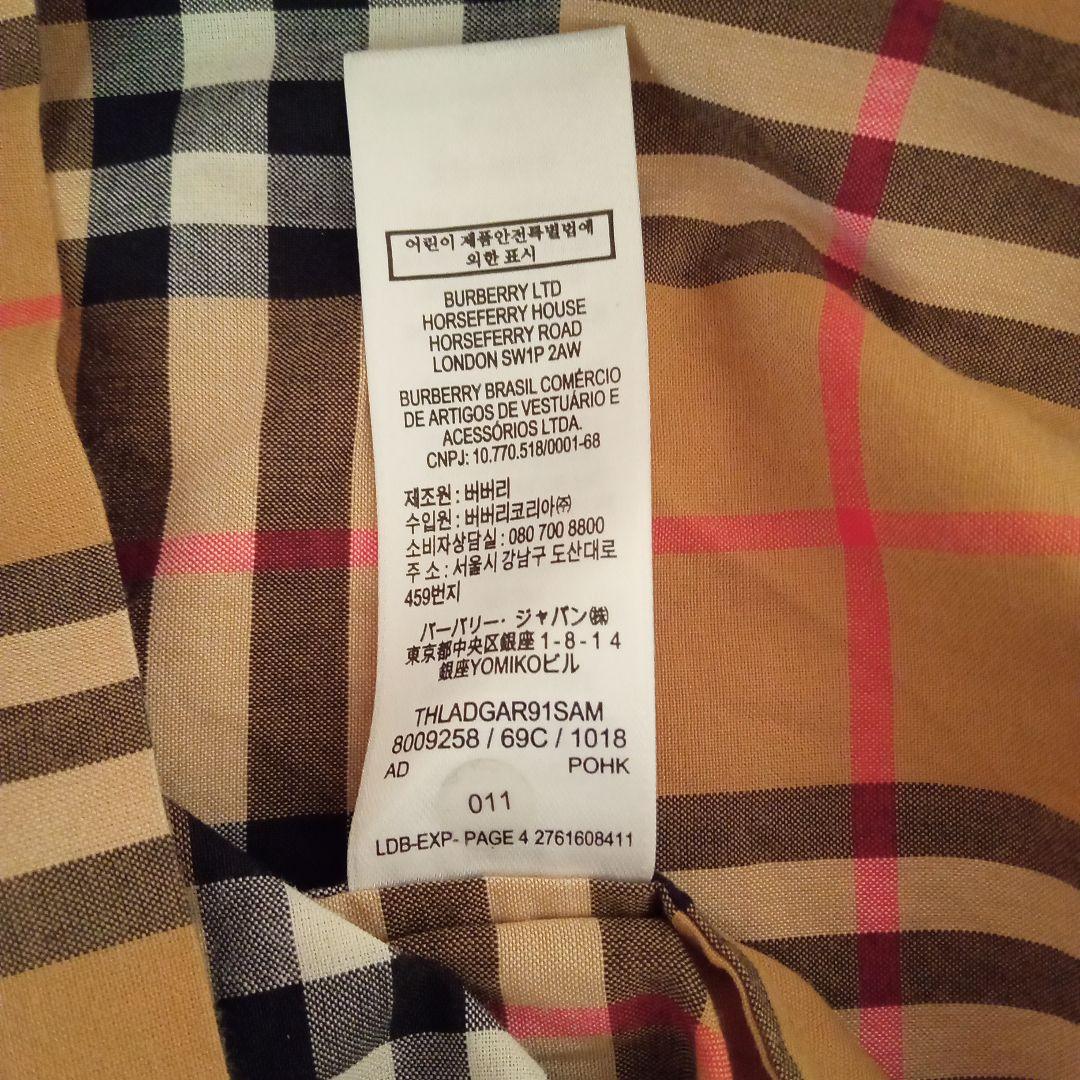 어린이 제품안전특별법에
의한 표시
BURBERRY LTD
HORSEFERRY HOUSE
HORSEFERRY ROAD
LONDON SW1P 2AW
BURBERRY BRASIL COMÉRCIO
DE ARTIGOS DE VESTUÁRIO E
ACESSÓRIOS LTDA.
CNPJ: 10.770.518/0001-68
제조원 : 버버리
수입원 : 버버리코리아㈜
소비자상담실 : 080 700 8800
주 소 : 서울시 강남구 도산대로
459번지
バーバリー・ジャパン㈱
東京都中央区銀座1-8-14
銀座YOMIKOビル
THLADGAR91SAM
8009258 / 69C / 1018
AD POHK
011
LDB-EXP- PAGE 4 2761608411